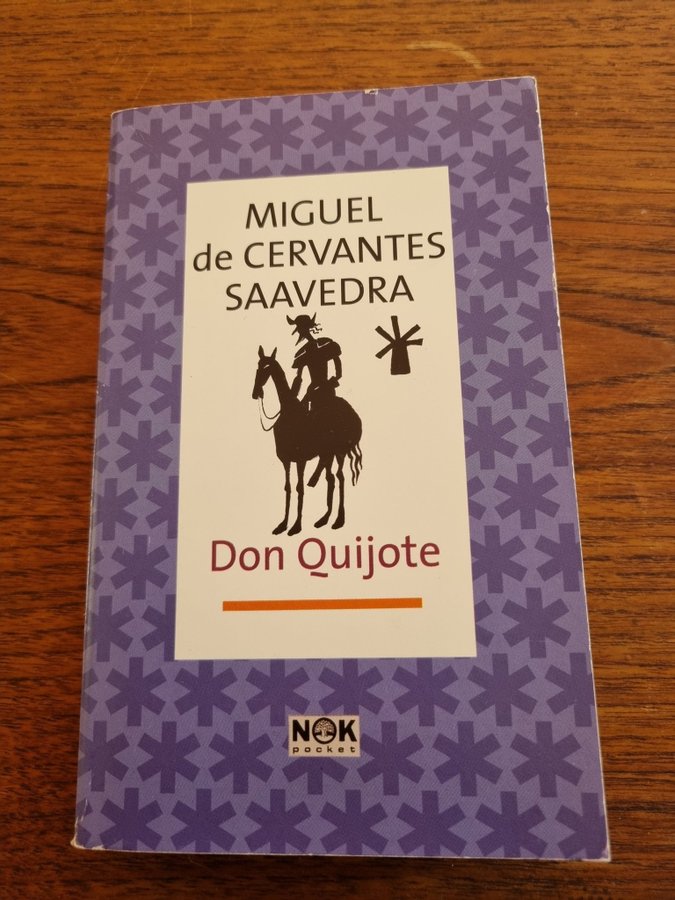 MIGUEL
de CERVANTES
SAAVEDRA
Don Quijote
NOK
pocket